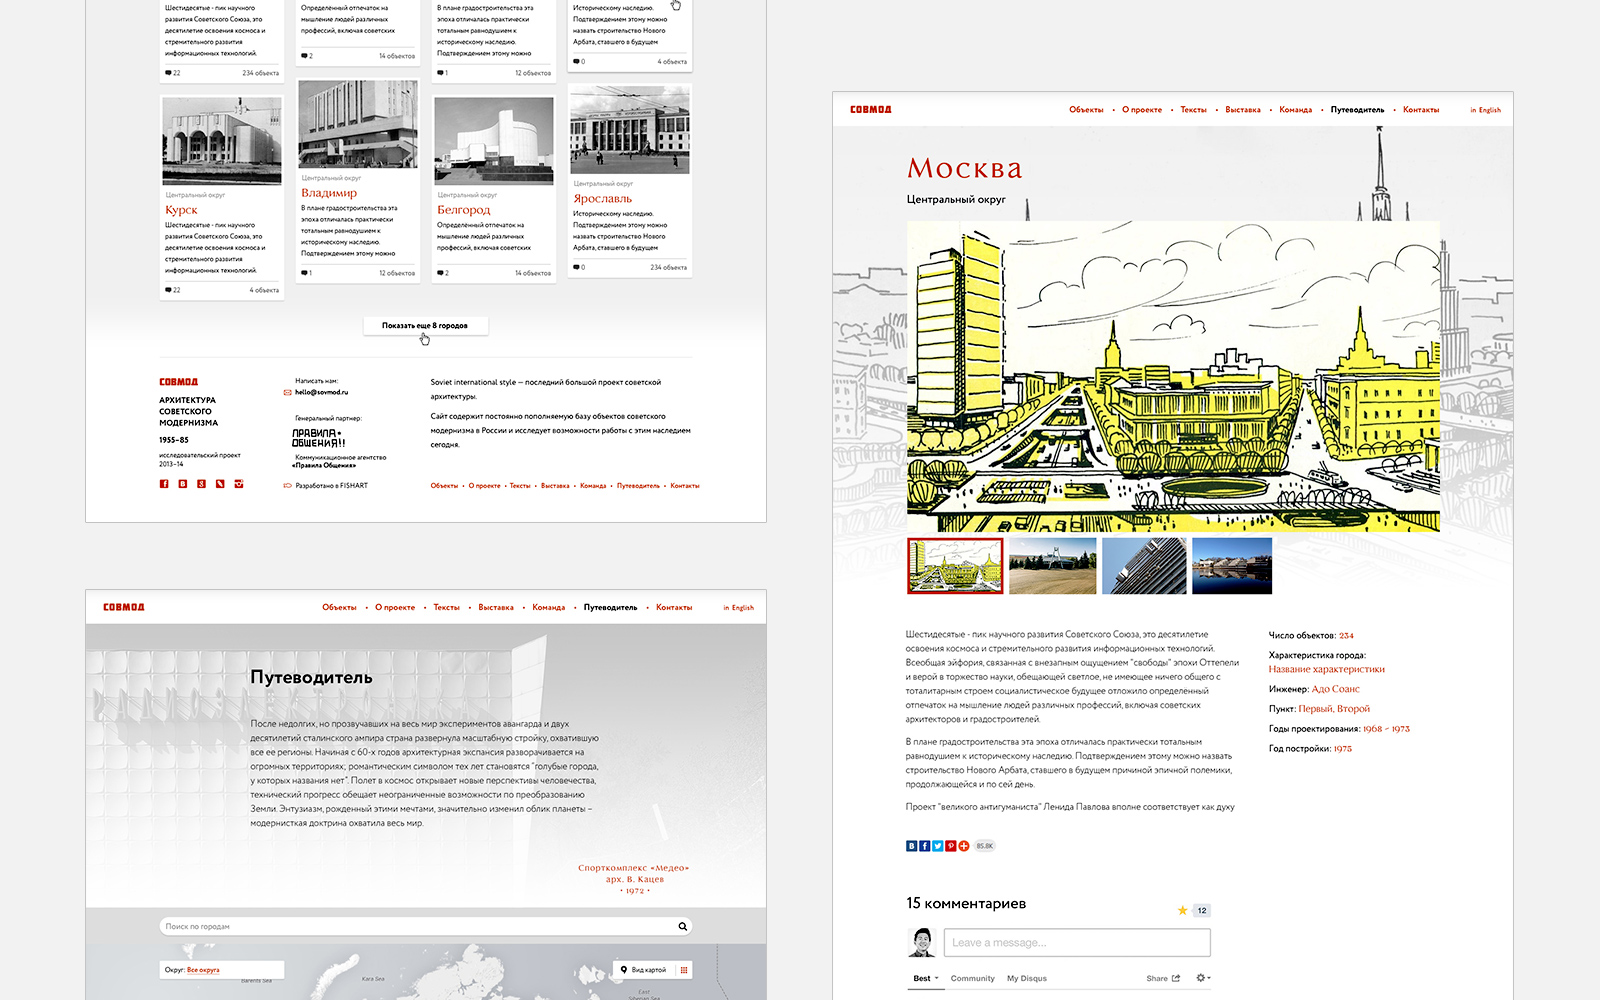 Шестидесятые - пик научного
развития Советского Союза, это
десятилетие освоения космоса и
стремительного развития
информационных технологий.
22
234 объекта
Определенный отпечаток на
мышление людей различных
профессий, включая советских
2
14 объектов
В плане градостроительства эта
эпоха отличалась практически
тотальным равнодушием к
историческому наследию.
Подтверждением этому можно
1
12 объектов
Историческому наследию.
Подтверждением этому можно
назвать строительство Нового
Арбата, ставшего в будущем
0
4 объекта
Центральный округ
Курск
Шестидесятые - пик научного
развития Советского Союза, это
десятилетие освоения космоса и
стремительного развития
информационных технологий.
22
4 объекта
Центральный округ
Владимир
В плане градостроительства эта
эпоха отличалась практически
тотальным равнодушием к
историческому наследию.
Подтверждением этому можно
1
12 объектов
Центральный округ
Белгород
Определенный отпечаток на
мышление людей различных
профессий, включая советских
2
14 объектов
Центральный округ
Ярославль
Историческому наследию.
Подтверждением этому можно
назвать строительство Нового
Арбата, ставшего в будущем
0
234 объекта
Показать еще 8 городов
СОВМОД
АРХИТЕКТУРА
СОВЕТСКОГО
МОДЕРНИЗМА
1955–85
исследовательский проект
2013–14
Написать нам:
hello@sovmod.ru
Генеральный партнер:
ПРАВИЛА
ОБЩЕНИЯ!!
Коммуникационное агентство
«Правила Общения»
Разработано в FISHART
Soviet international style — последний большой проект советской
архитектуры.
Сайт содержит постоянно пополняемую базу объектов советского
модернизма в России и исследует возможности работы с этим наследием
сегодня.
Объекты • О проекте • Тексты • Выставка • Команда • Путеводитель • Контакты
СОВМОД
Объекты • О проекте • Тексты • Выставка • Команда • Путеводитель • Контакты
in English
Путеводитель
После недолгих, но прозвучавших на весь мир экспериментов авангарда и двух
десятилетий сталинского ампира страна развернула масштабную стройку, охватившую
все ее регионы. Начиная с 60-х годов архитектурная экспансия разворачивается на
огромных территориях; романтическим символом тех лет становятся "голубые города,
у которых названия нет". Полет в космос открывает новые перспективы человечества,
технический прогресс обещает неограниченные возможности по преобразованию
Земли. Энтузиазм, рожденный этими мечтами, значительно изменил облик планеты –
модернисткая доктрина охватила весь мир.
Спорткомплекс «Медео»
арх. В. Кацев
• 1972 •
Поиск по городам
Округ: Все округа
Barents Sea
Kara Sea
Вид картой
East
Siberian Sea
СОВМОД
Объекты • О проекте • Тексты • Выставка • Команда • Путеводитель • Контакты
in English
Москва
Центральный округ
Шестидесятые - пик научного развития Советского Союза, это десятилетие
освоения космоса и стремительного развития информационных технологий.
Всеобщая эйфория, связанная с внезапным ощущением "свободы" эпохи Оттепели
и верой в торжество науки, обещающей светлое, не имеющее ничего общего с
тоталитарным строем социалистическое будущее отложило определённый
отпечаток на мышление людей различных профессий, включая советских
архитекторов и градостроителей.
В плане градостроительства эта эпоха отличалась практически тотальным
равнодушием к историческому наследию. Подтверждением этому можно назвать
строительство Нового Арбата, ставшего в будущем причиной эпичной полемики,
продолжающейся и по сей день.
Проект "великого антигуманиста" Ленида Павлова вполне соответствует как духу
Число объектов: 234
Характеристика города:
Название характеристики
Инженер: Адо Соанс
Пункт: Первый, Второй
Годы проектирования: 1968 - 1973
Год постройки: 1975
85.8K
15 комментариев
12
Leave a message...
Best
Community
My Disqus
Share